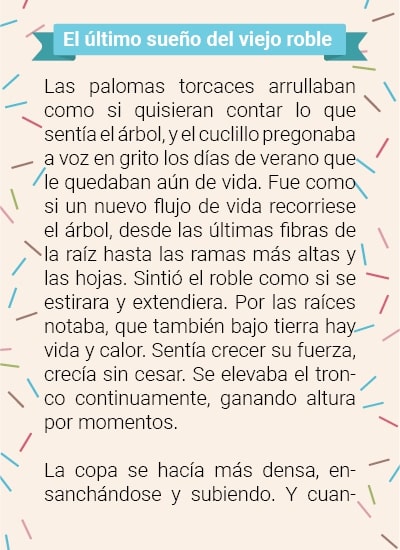 El último sueño del viejo roble
Las palomas torcaces arrullaban
como si quisieran contar lo que
sentía el árbol, y el cuclillo pregonaba
a voz en grito los días de verano que
le quedaban aún de vida. Fue como
si un nuevo flujo de vida recorriese
el árbol, desde las últimas fibras de
la raíz hasta las ramas más altas y
las hojas. Sintió el roble como si se
estirara y extendiera. Por las raíces
notaba, que también bajo tierra hay
vida y calor. Sentía crecer su fuerza,
crecía sin cesar. Se elevaba el tron-
co continuamente, ganando altura
por momentos.
La copa se hacía más densa, en-
sanchándose y subiendo. Y cuan-